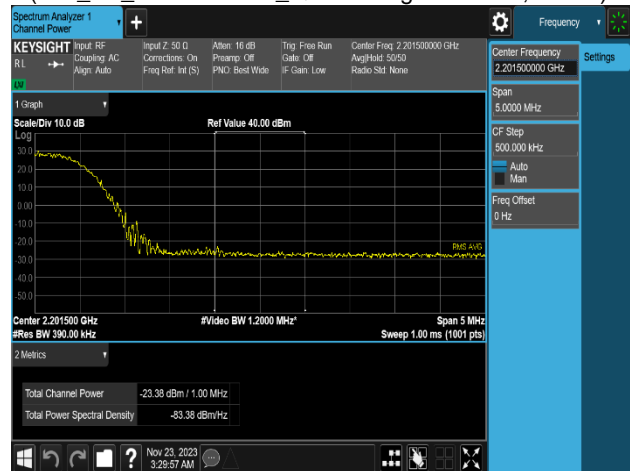 Spectrum Analyzer 1
Channel Power
Frequency
KEYSIGHT
Input: RF
Coupling: AC
Align: Auto
Input Z: 50 Ω
Corrections: On
Freq Ref: Int (S)
Atten: 16 dB
Preamp: Off
PNO: Best Wide
Trig: Free Run
Gate: Off
IF Gain: Low
Center Freq: 2.201500000 GHz
Avg|Hold: 50/50
Radio Std: None
RL
LXI
Center Frequency
2.201500000 GHz
Settings
Span
5.0000 MHz
CF Step
500.000 kHz
Auto
Man
Freq Offset
0 Hz
1 Graph
Scale/Div 10.0 dB
Ref Value 40.00 dBm
Log
30.0
20.0
10.0
0.00
-10.0
-20.0
-30.0
-40.0
-50.0
RMS AVG
Center 2.201500 GHz
#Video BW 1.2000 MHz*
Span 5 MHz
#Res BW 390.00 kHz
Sweep 1.00 ms (1001 pts)
2 Metrics
Total Channel Power -23.38 dBm / 1.00 MHz
Total Power Spectral Density -83.38 dBm/Hz
?
Nov 23, 2023
3:29:57 AM